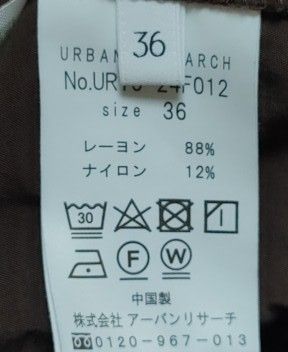 36
URBAN ARCH
No.UR 24F012
size 36
レーヨン 88%
ナイロン 12%
30
F W
中国製
株式会社 アーバンリサーチ
0120-967-013